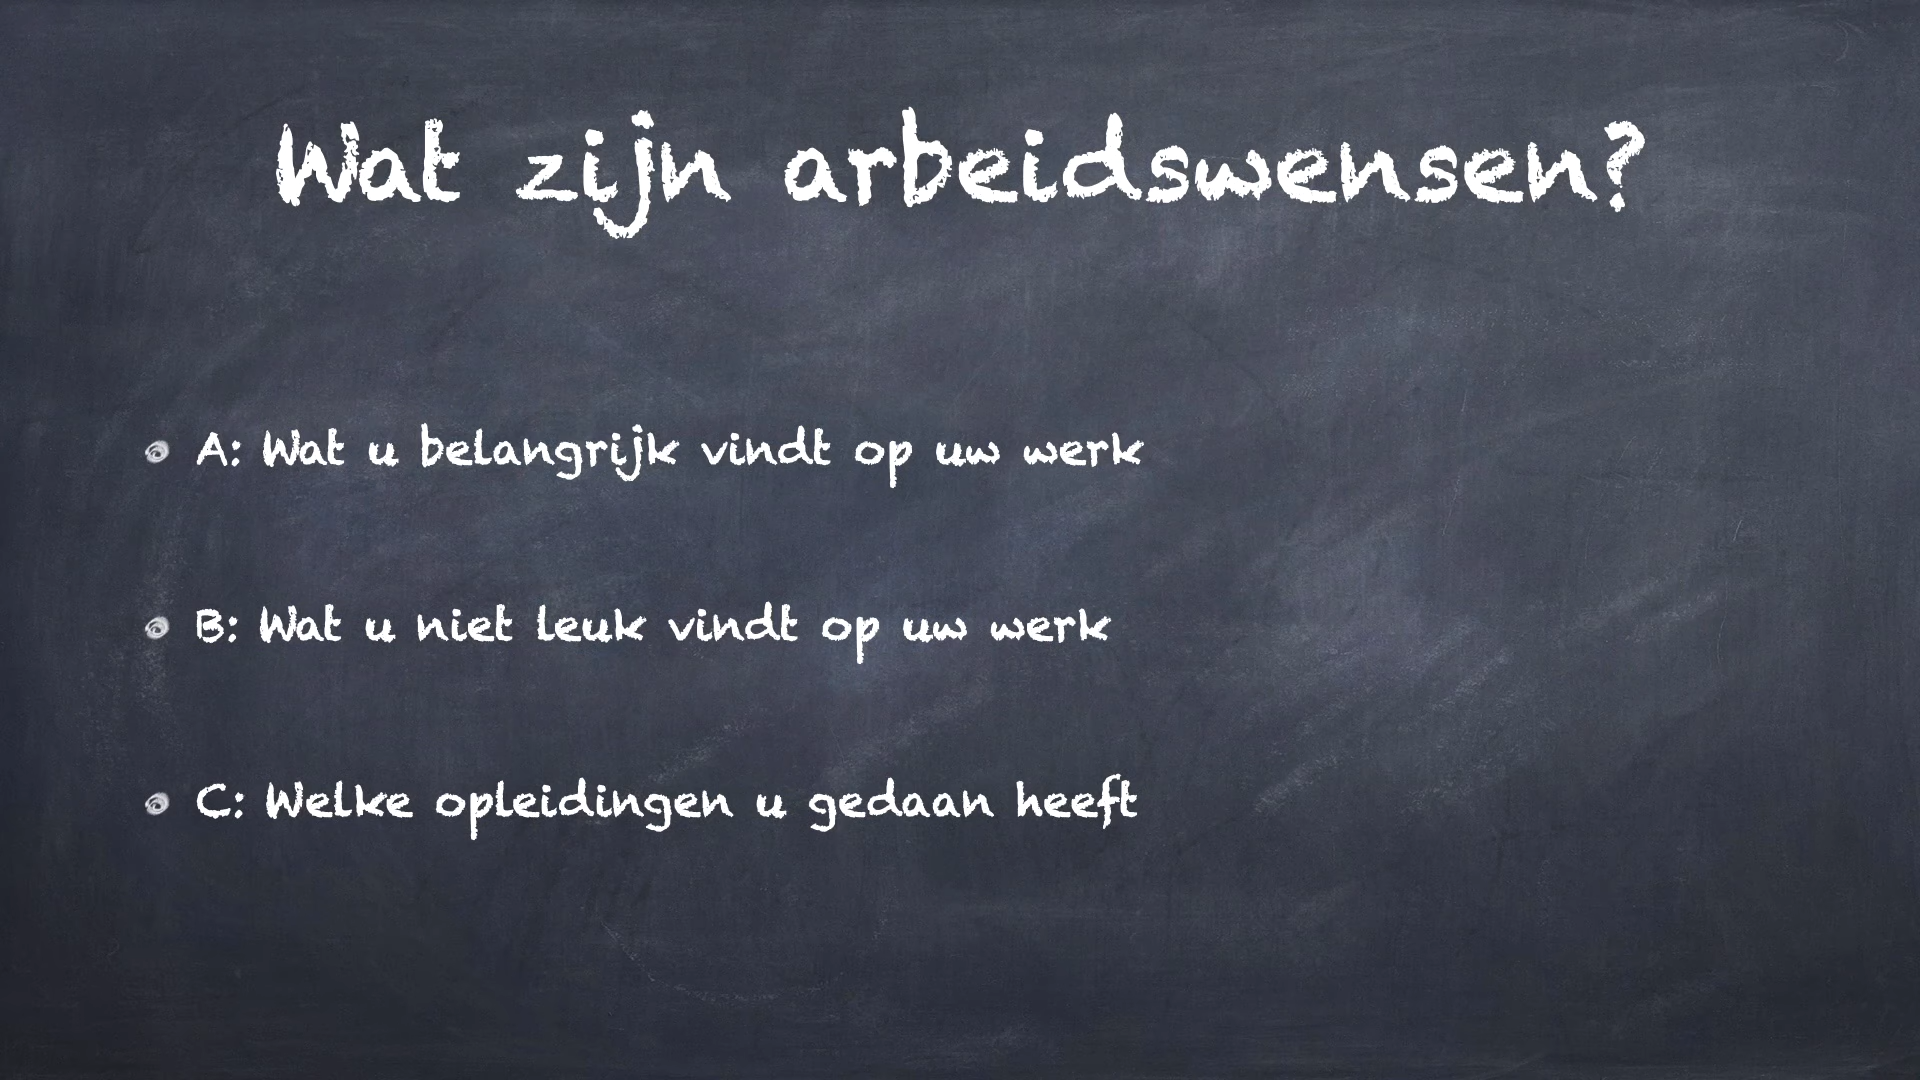 Wat zijn arbeidswensen?
A: Wat u belangrijk vindt op uw werk
B: Wat u niet leuk vindt op uw werk
C: Welke opleidingen u gedaan heeft